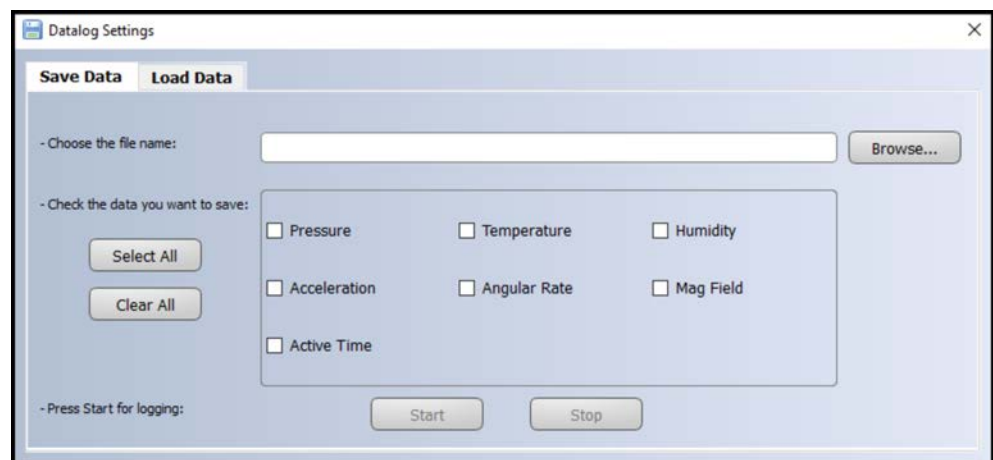 Datalog Settings
Save Data Load Data
- Choose the file name: Browse...
- Check the data you want to save:
Pressure Temperature Humidity
Select All
Acceleration Angular Rate Mag Field
Clear All
Active Time
- Press Start for logging: Start Stop